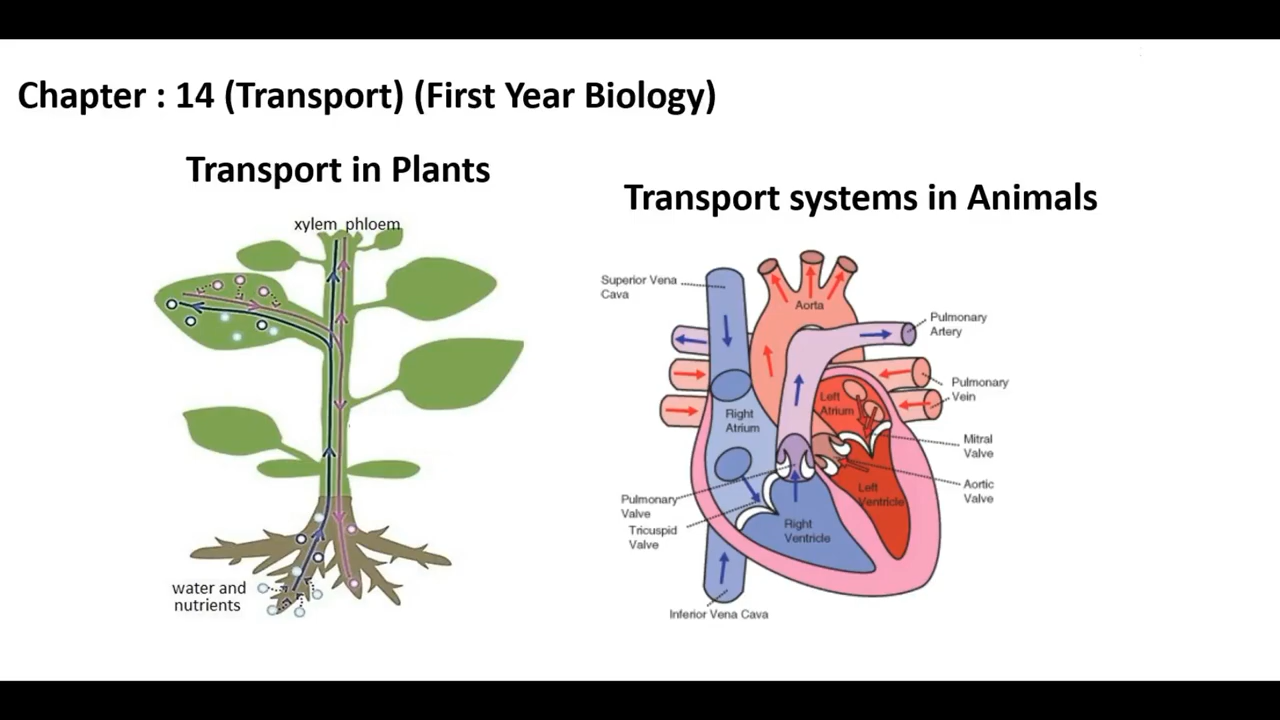 Chapter : 14 (Transport) (First Year Biology)
Transport in Plants
xylem phloem
water and
nutrients
Transport systems in Animals
Superior Vena
Cava
Aorta
Pulmonary
Artery
Pulmonary
Vein
Left
Atrium
Right
Atrium
Mitral
Valve
Aortic
Valve
Left
Ventricle
Pulmonary
Valve
Tricuspid
Valve
Right
Ventricle
Inferior Vena Cava